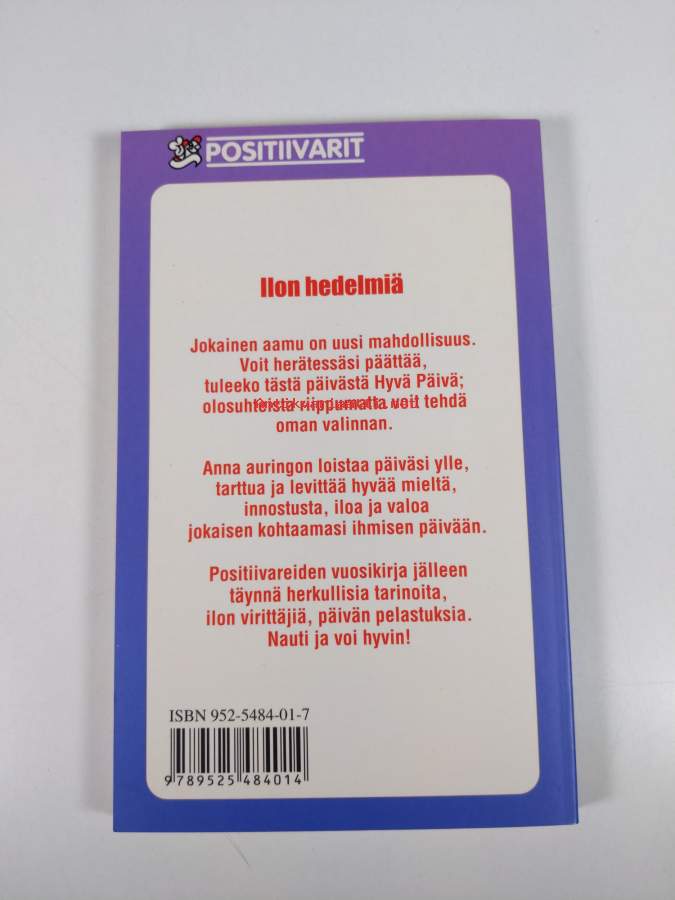 POSITIIVARIT
Ilon hedelmiä
Jokainen aamu on uusi mahdollisuus.
Voit herätessäsi päättää,
tuleeko tästä päivästä Hyvä Päivä;
olosuhteista riippumatta voit tehdä
oman valinnan.
Anna auringon loistaa päiväsi ylle,
tarttua ja levittää hyvää mieltä,
innostusta, iloa ja valoa
jokaisen kohtaamasi ihmisen päivään.
Positiivareiden vuosikirja jälleen
täynnä herkullisia tarinoita,
ilon virittäjiä, päivän pelastuksia.
Nauti ja voi hyvin!
ISBN 952-5484-01-7
9789525484014